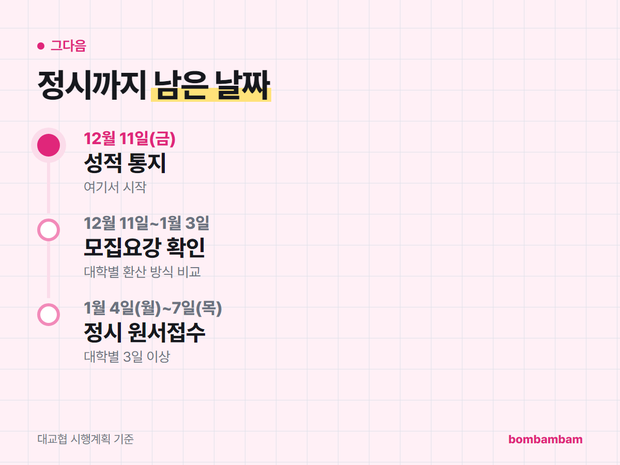 그다음
정시까지 남은 날짜
12월 11일(금)
성적 통지
여기서 시작
12월 11일~1월 3일
모집요강 확인
대학별 환산 방식 비교
1월 4일(월)~7일(목)
정시 원서접수
대학별 3일 이상
대교협 시행계획 기준
bombambam